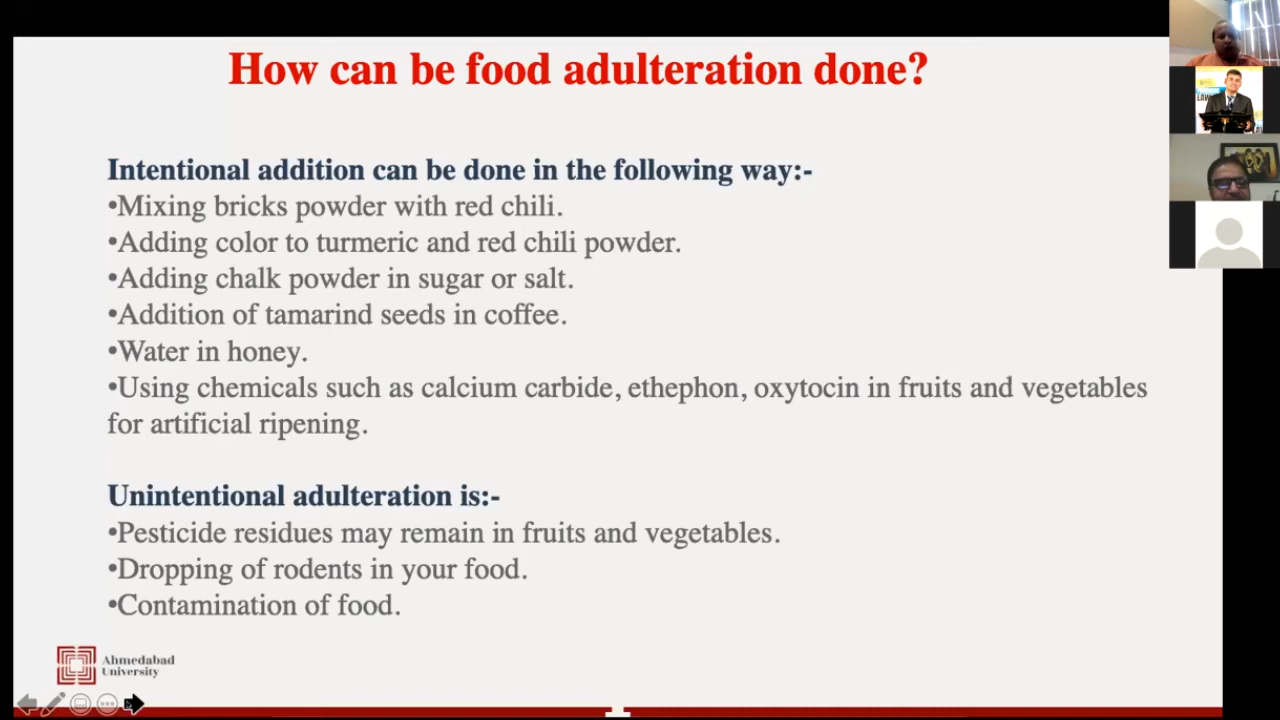 How can be food adulteration done?
Intentional addition can be done in the following way:-
•Mixing bricks powder with red chili.
•Adding color to turmeric and red chili powder.
•Adding chalk powder in sugar or salt.
•Addition of tamarind seeds in coffee.
•Water in honey.
•Using chemicals such as calcium carbide, ethephon, oxytocin in fruits and vegetables
for artificial ripening.
Unintentional adulteration is:-
•Pesticide residues may remain in fruits and vegetables.
•Dropping of rodents in your food.
•Contamination of food.
Ahmedabad
University
LAW